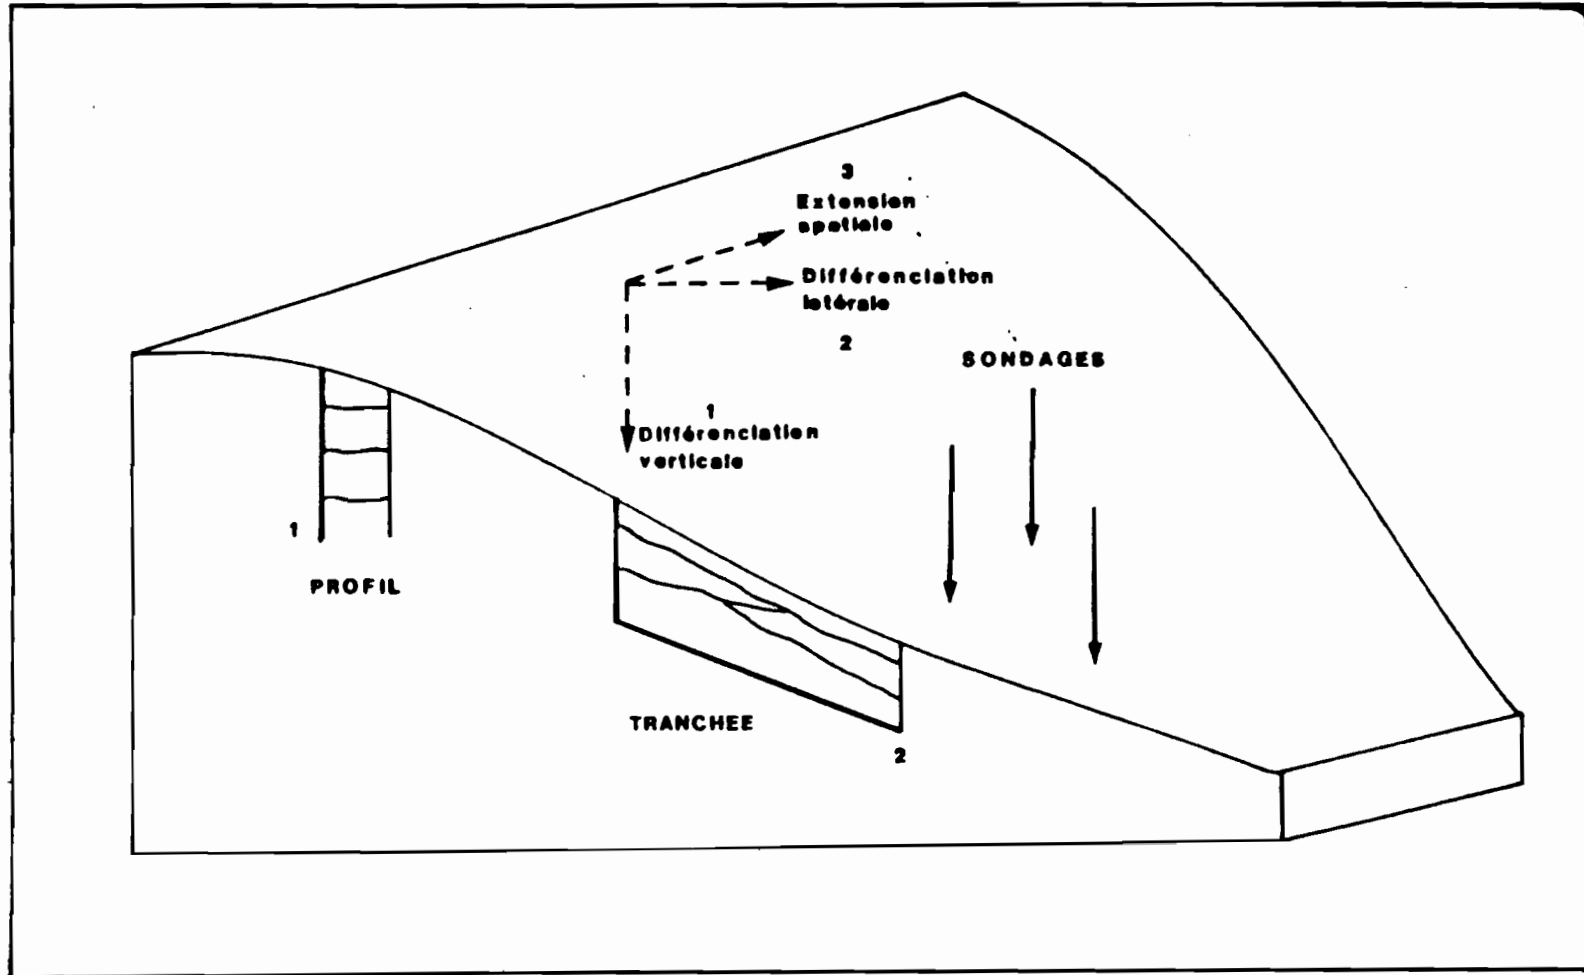 3
Extension
spatiale
Différenciation
latérale
2
SONDAGES
1
Différenciation
verticale
1
PROFIL
TRANCHEE
2